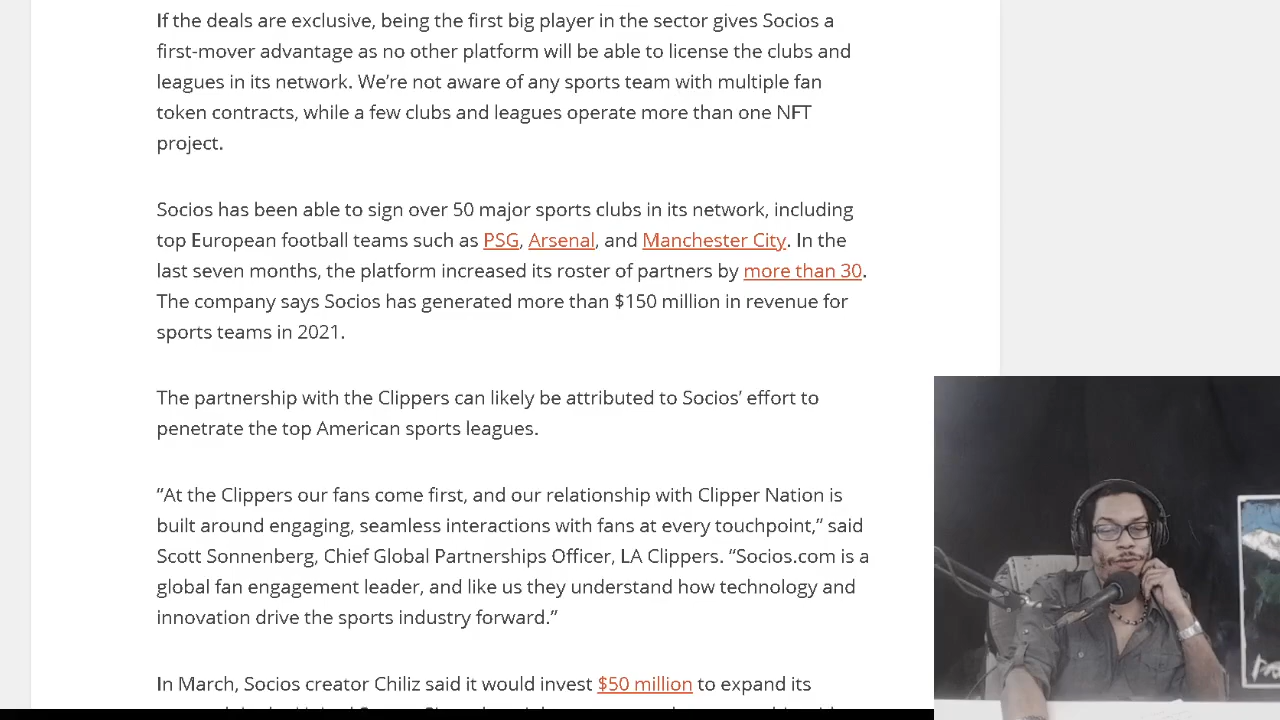 If the deals are exclusive, being the first big player in the sector gives Socios a
first-mover advantage as no other platform will be able to license the clubs and
leagues in its network. We’re not aware of any sports team with multiple fan
token contracts, while a few clubs and leagues operate more than one NFT
project.
Socios has been able to sign over 50 major sports clubs in its network, including
top European football teams such as PSG, Arsenal, and Manchester City. In the
last seven months, the platform increased its roster of partners by more than 30.
The company says Socios has generated more than $150 million in revenue for
sports teams in 2021.
The partnership with the Clippers can likely be attributed to Socios’ effort to
penetrate the top American sports leagues.
“At the Clippers our fans come first, and our relationship with Clipper Nation is
built around engaging, seamless interactions with fans at every touchpoint,” said
Scott Sonnenberg, Chief Global Partnerships Officer, LA Clippers. “Socios.com is a
global fan engagement leader, and like us they understand how technology and
innovation drive the sports industry forward.”
In March, Socios creator Chiliz said it would invest $50 million to expand its